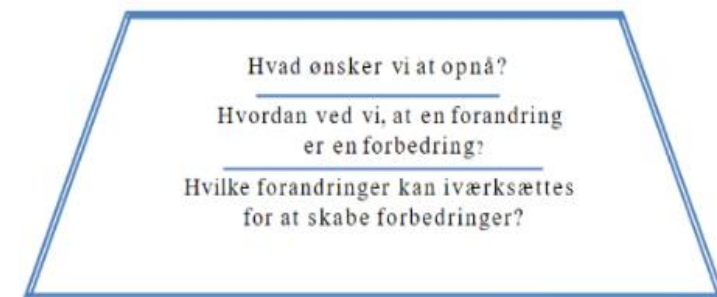 Hvad ønsker vi at opnå?
Hvordan ved vi, at en forandring
er en forbedring?
Hvilke forandringer kan iværksættes
for at skabe forbedringer?